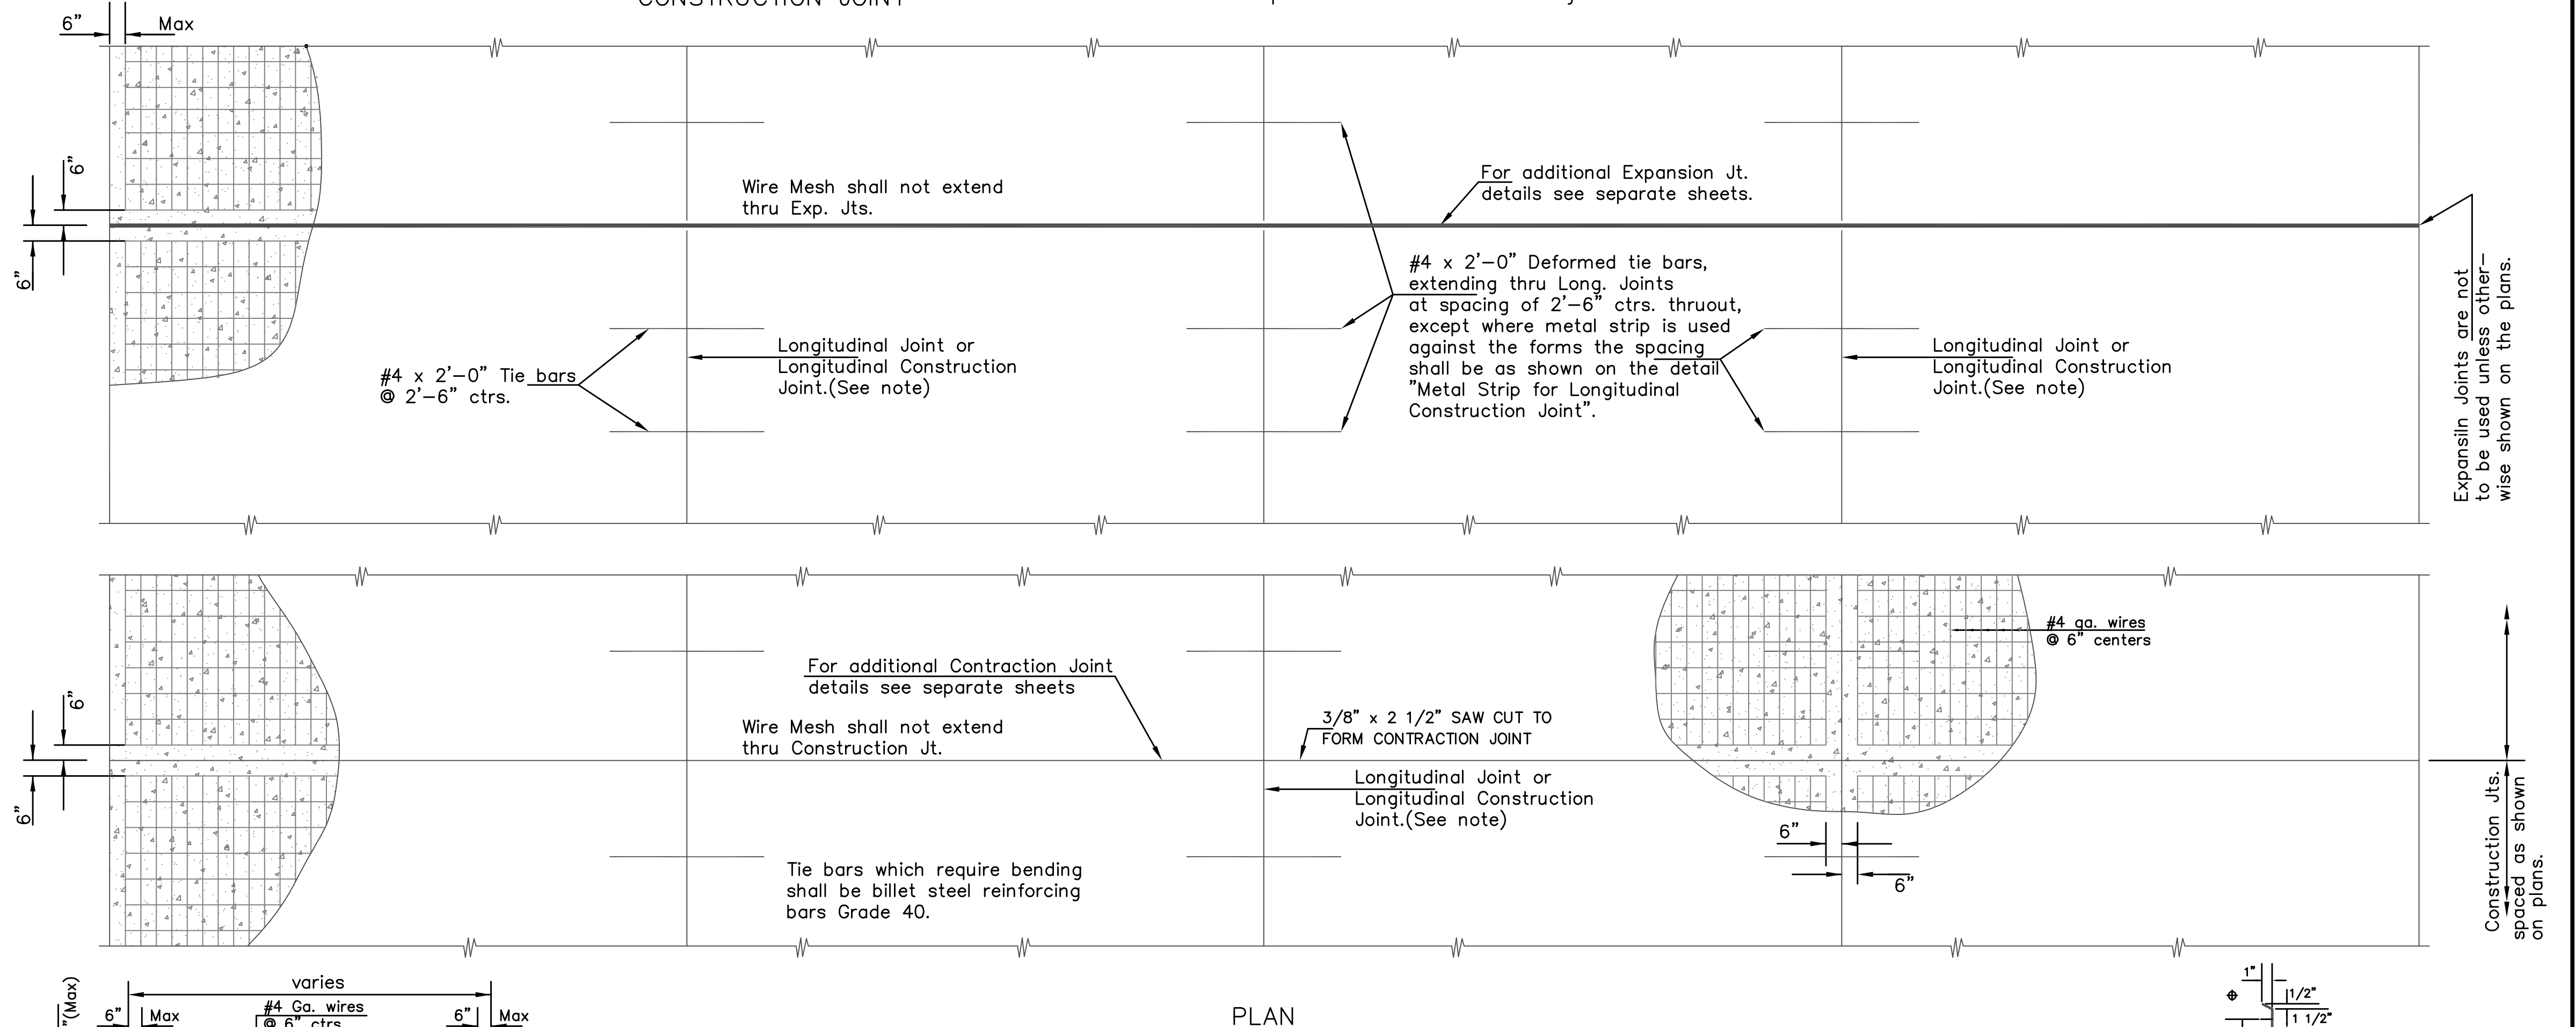 CONSTRUCTION JOINT
6" Max
6"
6"
Wire Mesh shall not extend
thru Exp. Jts.
For additional Expansion Jt.
details see separate sheets.
#4 x 2'-0" Deformed tie bars,
extending thru Long. Joints
at spacing of 2'-6" ctrs. thruout,
except where metal strip is used
against the forms the spacing
shall be as shown on the detail
"Metal Strip for Longitudinal
Construction Joint".
#4 x 2'-0" Tie bars
@ 2'-6" ctrs.
Longitudinal Joint or
Longitudinal Construction
Joint.(See note)
Longitudinal Joint or
Longitudinal Construction
Joint.(See note)
Expansiln Joints are not
to be used unless other-
wise shown on the plans.
#4 ga. wires
@ 6" centers
For additional Contraction Joint
details see separate sheets
Wire Mesh shall not extend
thru Construction Jt.
3/8" x 2 1/2" SAW CUT TO
FORM CONTRACTION JOINT
6"
6"
Longitudinal Joint or
Longitudinal Construction
Joint.(See note)
6"
6"
Tie bars which require bending
shall be billet steel reinforcing
bars Grade 40.
Construction Jts.
spaced as shown
on plans.
"(Max)
varies
6" Max
#4 Ga. wires
@ 6" ctrs
6" Max
PLAN
1"
1/2"
1 1/2"